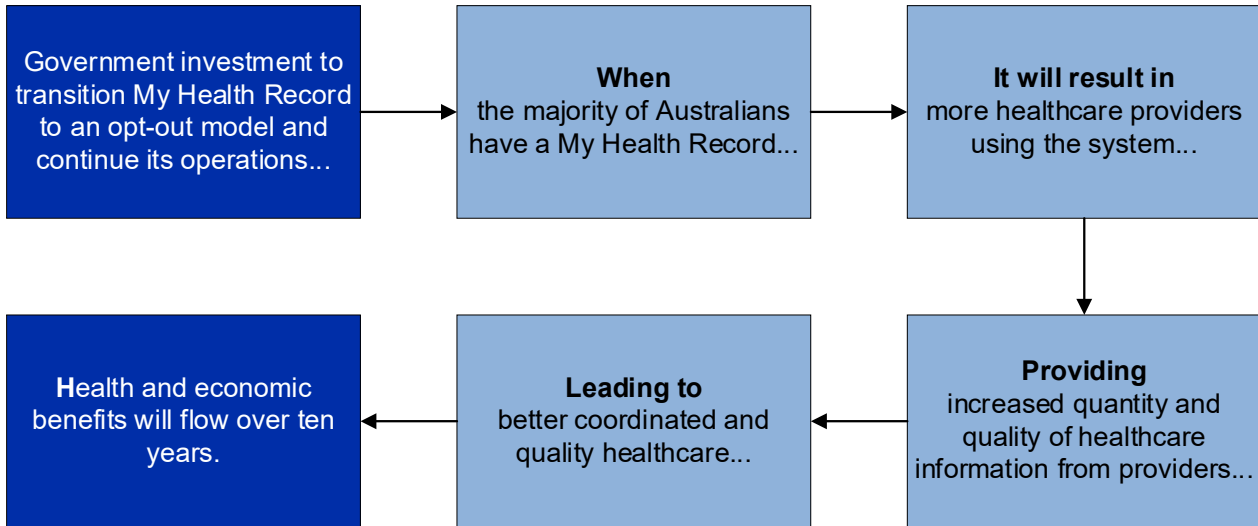 Government investment to
transition My Health Record
to an opt-out model and
continue its operations...
When
the majority of Australians
have a My Health Record...
It will result in
more healthcare providers
using the system...
Providing
increased quantity and
quality of healthcare
information from providers...
Leading to
better coordinated and
quality healthcare...
Health and economic
benefits will flow over ten
years.